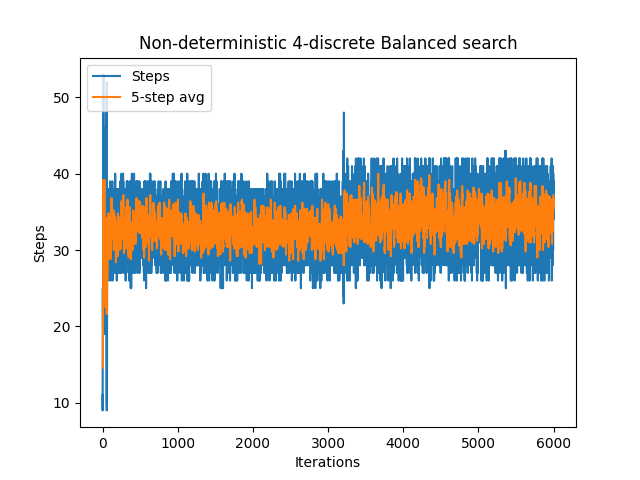 Non-deterministic 4-discrete Balanced search
Steps
5-step avg
50
40
30
20
10
Steps
0 1000 2000 3000 4000 5000 6000
Iterations